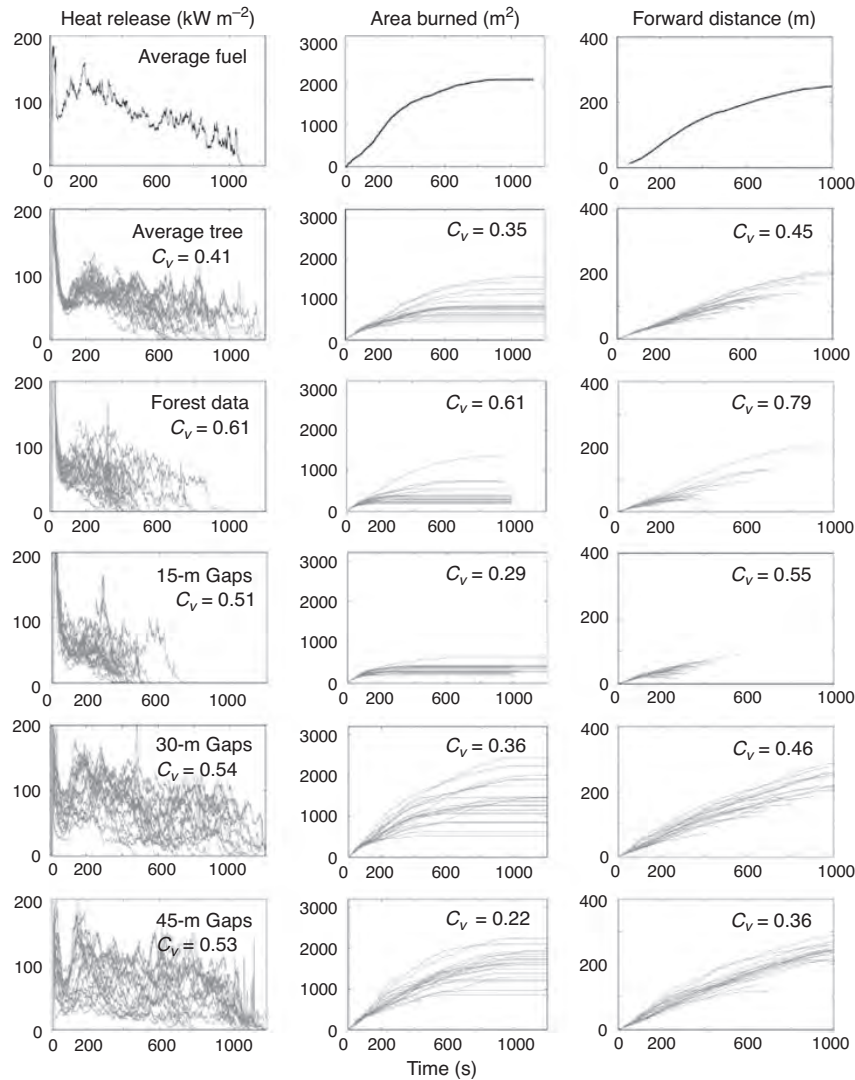 Heat release (kW m⁻²) Area burned (m²) Forward distance (m)
200 100 0 0 200 600 1000 Average fuel
3000 2000 1000 0 0 200 600 1000
400 200 0 0 200 600 1000
200 100 0 200 600 1000 Average tree
Cv = 0.41
3000 2000 1000 0 0 200 600 1000 Cv = 0.35
400 200 0 0 200 600 1000 Cv = 0.45
200 100 0 200 600 1000 Forest data
Cv = 0.61
3000 2000 1000 0 0 200 600 1000 Cv = 0.61
400 200 0 0 200 600 1000 Cv = 0.79
200 100 0 200 600 1000 15-m Gaps
Cv = 0.51
3000 2000 1000 0 0 200 600 1000 Cv = 0.29
400 200 0 0 200 600 1000 Cv = 0.55
200 100 0 200 600 1000 30-m Gaps
Cv = 0.54
3000 2000 1000 0 0 200 600 1000 Cv = 0.36
400 200 0 0 200 600 1000 Cv = 0.46
200 100 0 0 200 600 1000 45-m Gaps
Cv = 0.53
3000 2000 1000 0 0 200 600 1000 Cv = 0.22
400 200 0 0 200 600 1000 Cv = 0.36
Time (s)